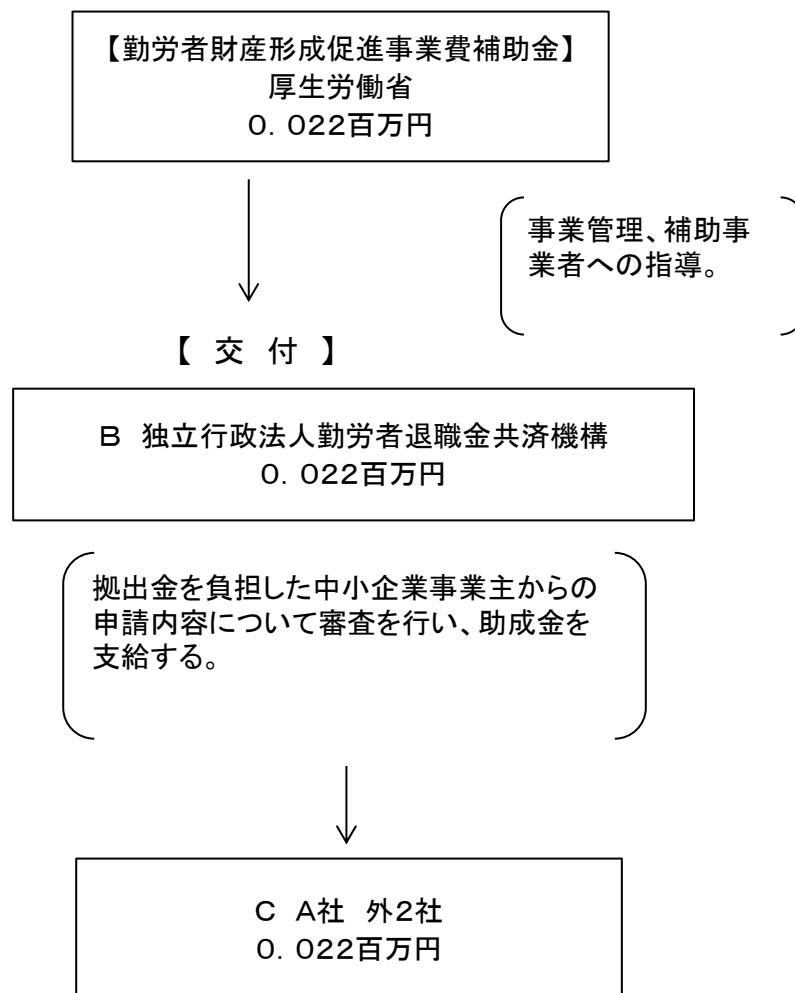 【勤労者財産形成促進事業費補助金】
厚生労働省
０．０２２百万円
事業管理、補助事
業者への指導。
【　交　付　】
Ｂ　独立行政法人勤労者退職金共済機構
０．０２２百万円
拠出金を負担した中小企業事業主からの
申請内容について審査を行い、助成金を
支給する。
Ｃ　Ａ社　外２社
０．０２２百万円